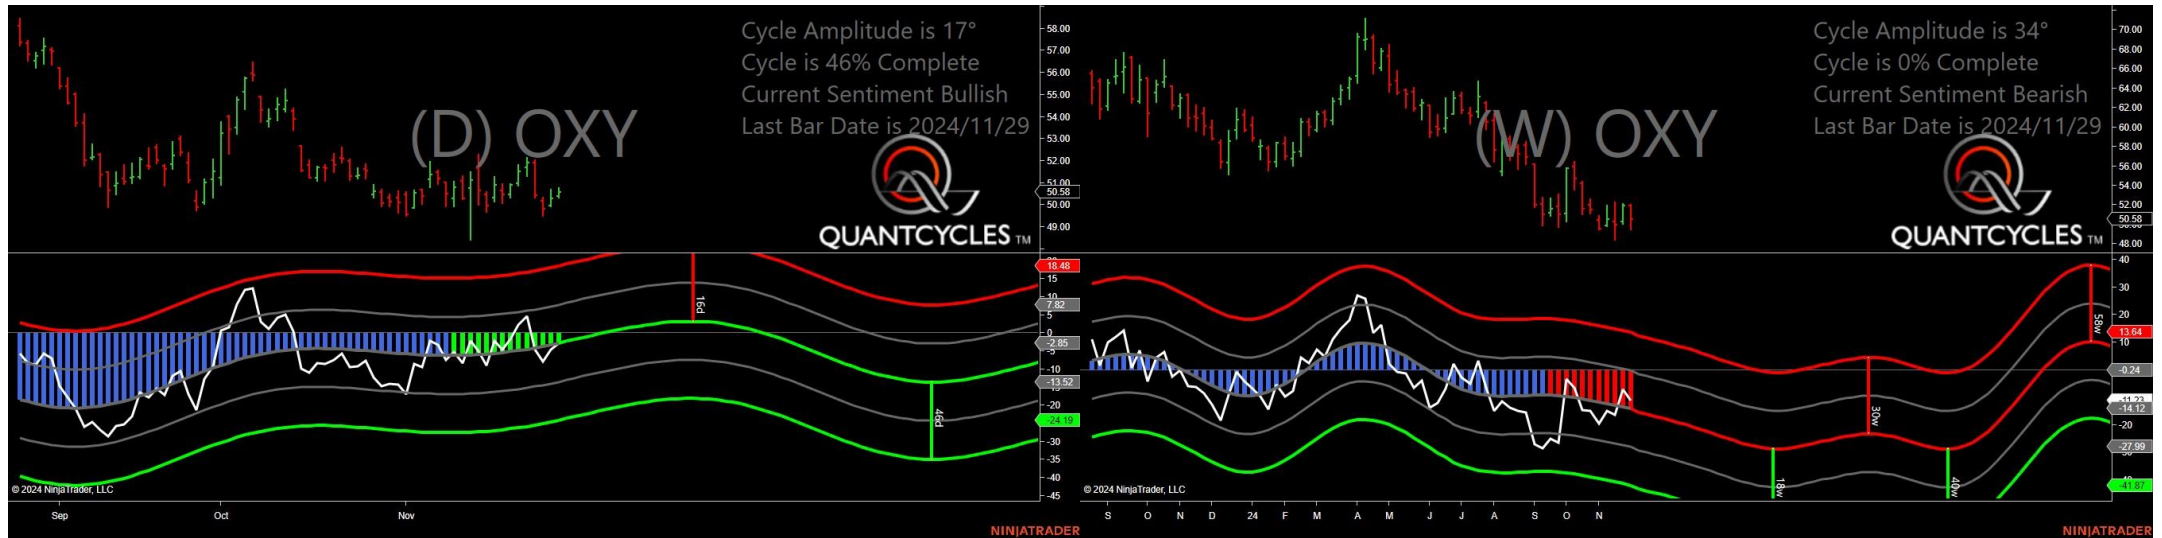 Cycle Amplitude is 17°
Cycle is 46% Complete
Current Sentiment Bullish
Last Bar Date is 2024/11/29
(D) OXY
QUANTCYCLES TM
58.00
57.00
56.00
55.00
54.00
53.00
52.00
51.00
50.58
50.00
49.00
18.48
15
10
7.82
5
0
-2.85
-5
-10
-13.52
-20
-24.19
-30
-35
-40
-45
16d
46d
© 2024 NinjaTrader, LLC
Sep
Oct
Nov
NINJATRADER
Cycle Amplitude is 34°
Cycle is 0% Complete
Current Sentiment Bearish
Last Bar Date is 2024/11/29
(W) OXY
QUANTCYCLES TM
70.00
68.00
66.00
64.00
62.00
60.00
58.00
56.00
54.00
52.00
50.58
48.00
40
30
20
13.64
10
-0.24
-11.23
-14.12
-20
-27.99
-41.87
58w
30w
18w
40w
© 2024 NinjaTrader, LLC
S O N D 24 F M A M J J A S O N
NINJATRADER